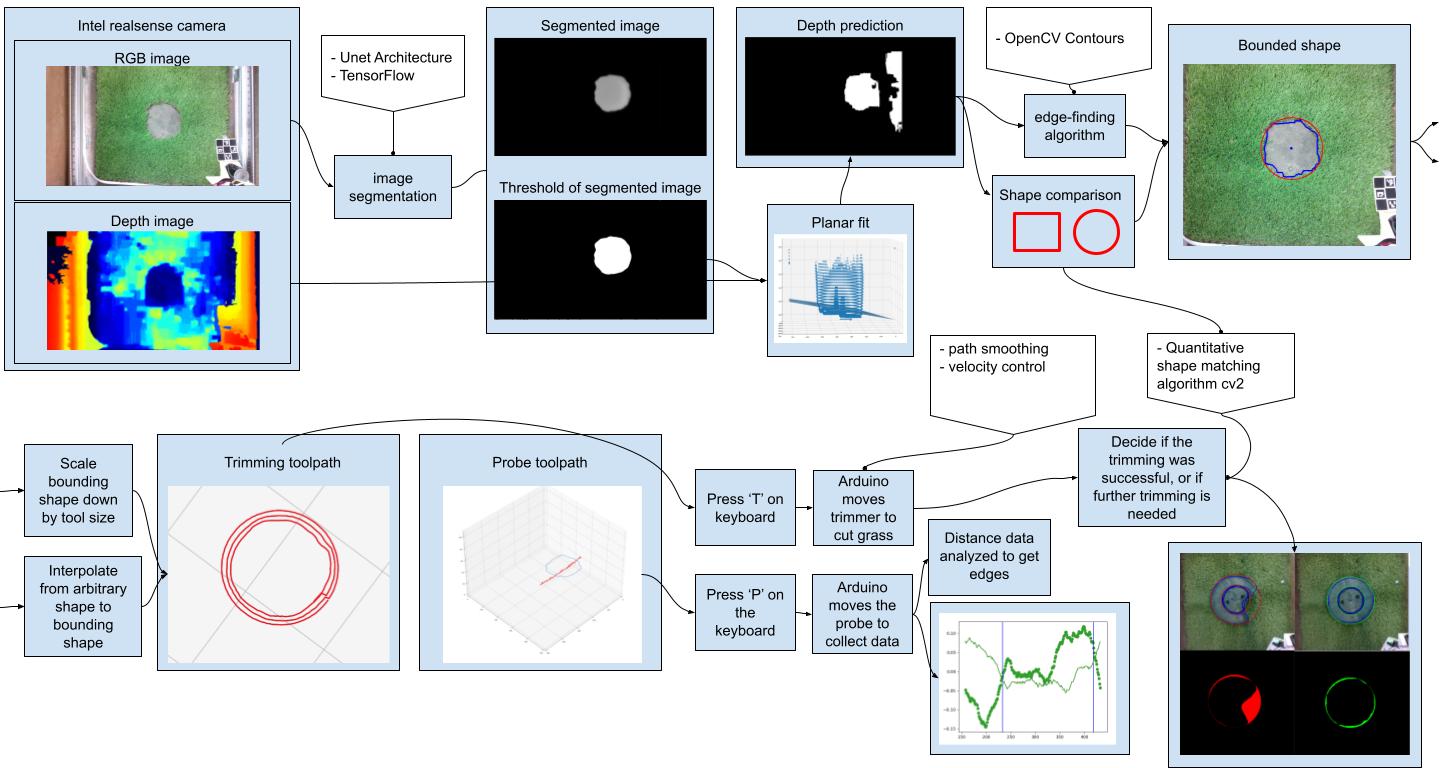 Intel realsense camera
RGB image
Depth image
- Unet Architecture
- TensorFlow
image
segmentation
Segmented image
Threshold of segmented image
Depth prediction
Planar fit
- OpenCV Contours
edge-finding
algorithm
Shape comparison
Bounded shape
- path smoothing
- velocity control
- Quantitative
shape matching
algorithm cv2
Scale
bounding
shape down
by tool size
Interpolate
from arbitrary
shape to
bounding
shape
Trimming toolpath
Probe toolpath
Press ‘T’ on
keyboard
Arduino
moves
trimmer to
cut grass
Press ‘P’ on
the
keyboard
Arduino
moves the
probe to
collect data
Distance data
analyzed to get
edges
Decide if the
trimming was
successful, or if
further trimming is
needed
0.10
0.05
0.00
−0.05
−0.10
−0.15
150 200 250 300 350 400